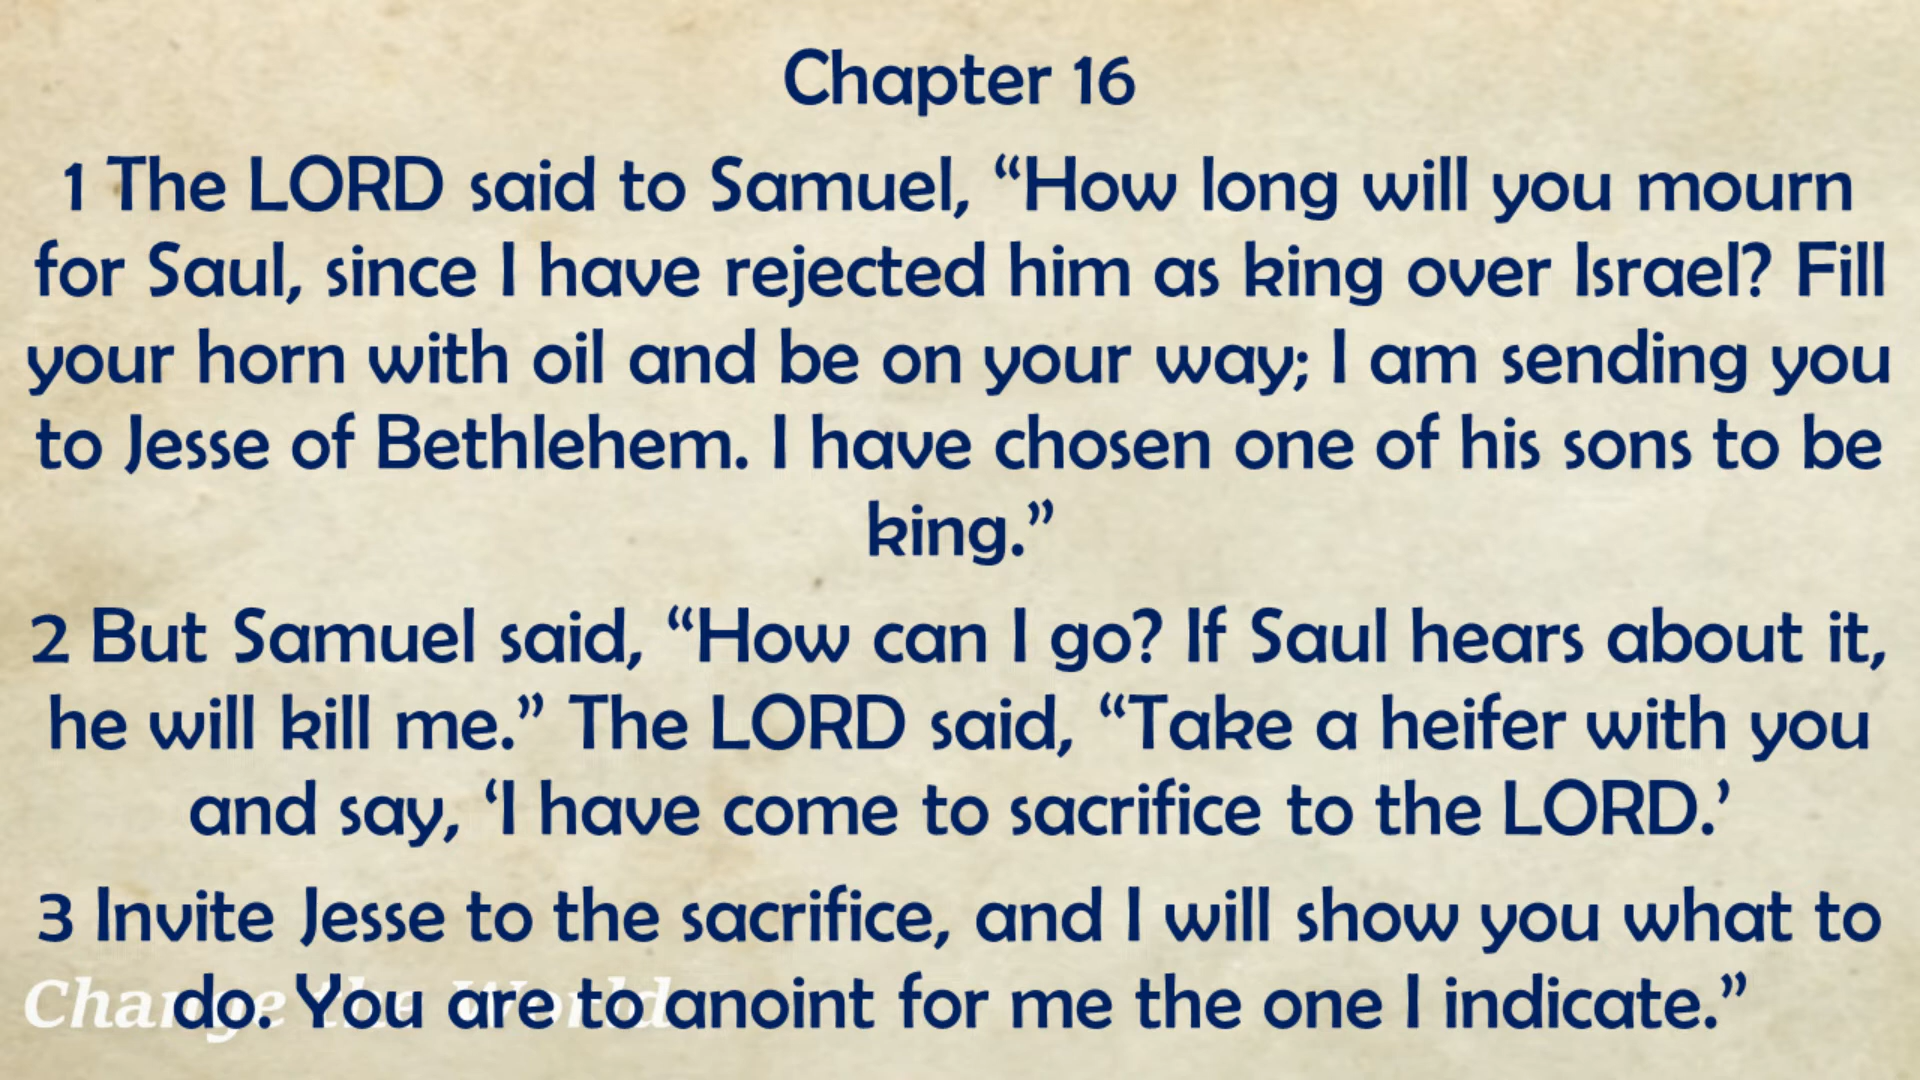 Chapter 16
1 The LORD said to Samuel, “How long will you mourn
for Saul, since I have rejected him as king over Israel? Fill
your horn with oil and be on your way; I am sending you
to Jesse of Bethlehem. I have chosen one of his sons to be
king.”
2 But Samuel said, “How can I go? If Saul hears about it,
he will kill me.” The LORD said, “Take a heifer with you
and say, ‘I have come to sacrifice to the LORD.’
3 Invite Jesse to the sacrifice, and I will show you what to
do. You are to anoint for me the one I indicate.”
Change the World